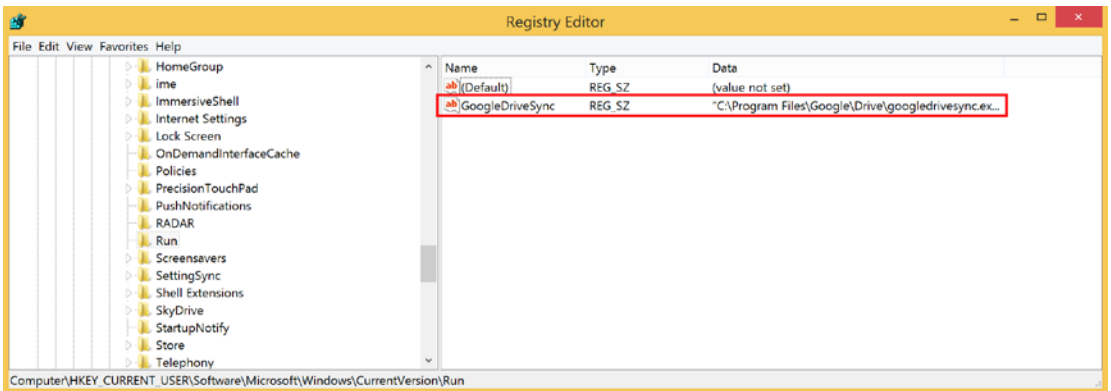 Registry Editor
File Edit View Favorites Help
HomeGroup
ime
ImmersiveShell
Internet Settings
Lock Screen
OnDemandInterfaceCache
Policies
PrecisionTouchPad
PushNotifications
RADAR
Run
Screensavers
SettingSync
Shell Extensions
SkyDrive
StartupNotify
Store
Telephony
Name Type Data
ab (Default) REG_SZ (value not set)
ab GoogleDriveSync REG_SZ "C:\Program Files\Google\Drive\googledrivesync.ex...
Computer\HKEY_CURRENT_USER\Software\Microsoft\Windows\CurrentVersion\Run